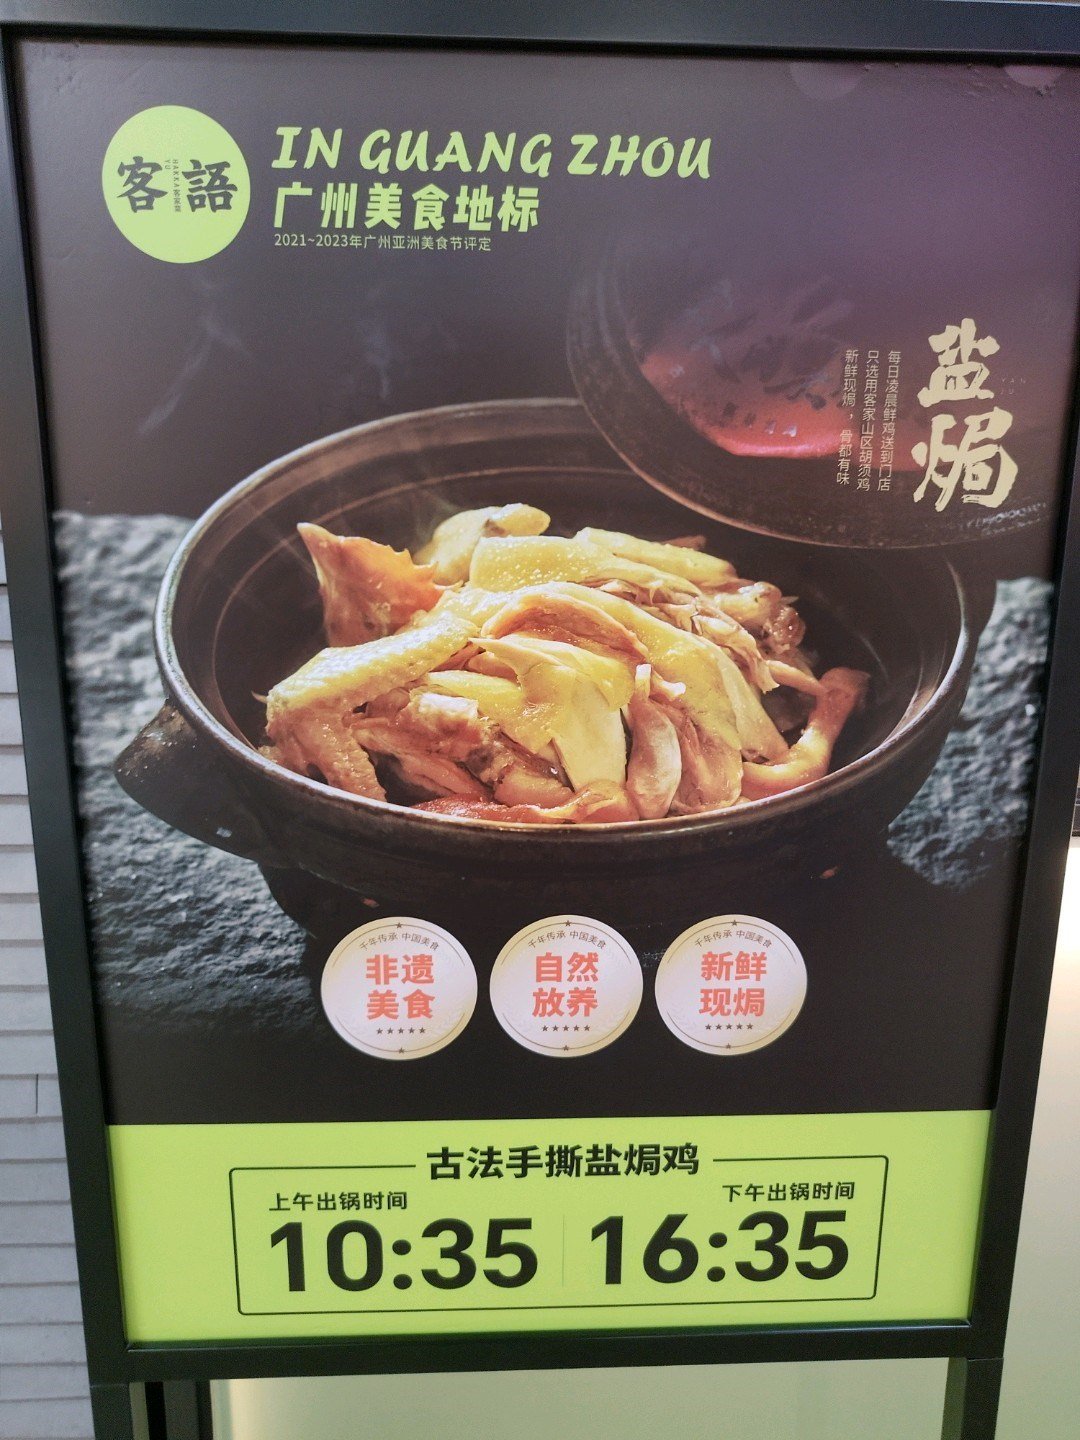 客語
HAKKA YU
客家菜
IN GUANG ZHOU
广州美食地标
2021~2023年广州亚洲美食节评定
盐焗
YAN
JU
每日凌晨鲜鸡送到门店
只选用客家山区胡须鸡
新鲜现焗，骨都有味
千年传承 中国美食
非遗
美食
★★★★★
千年传承 中国美食
自然
放养
★★★★★
千年传承 中国美食
新鲜
现焗
★★★★★
古法手撕盐焗鸡
上午出锅时间
10:35
下午出锅时间
16:35